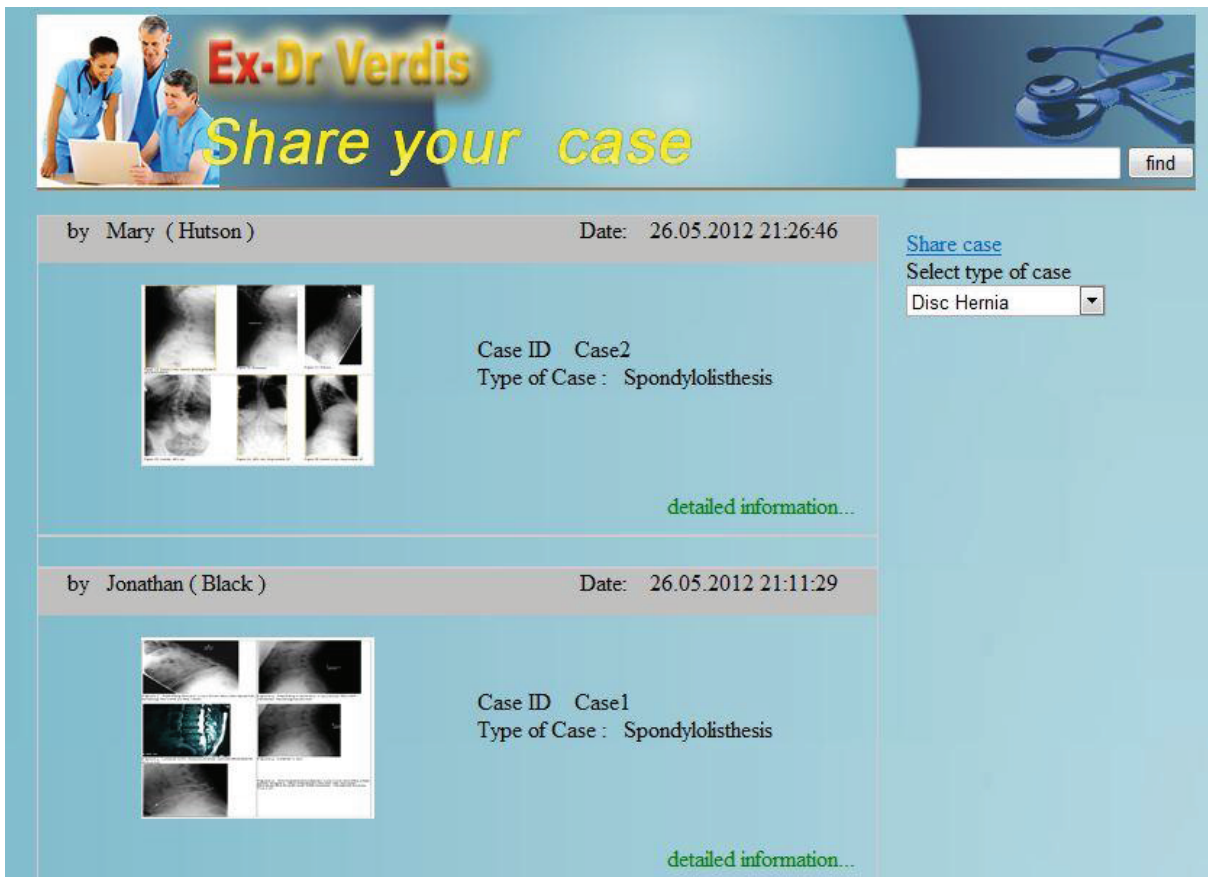 Ex-Dr Verdis
Share your case
find
by Mary ( Hutson )
Date: 26.05.2012 21:26:46
Case ID Case2
Type of Case : Spondylolisthesis
detailed information...
Share case
Select type of case
Disc Hernia
by Jonathan ( Black )
Date: 26.05.2012 21:11:29
Case ID Case1
Type of Case : Spondylolisthesis
detailed information...